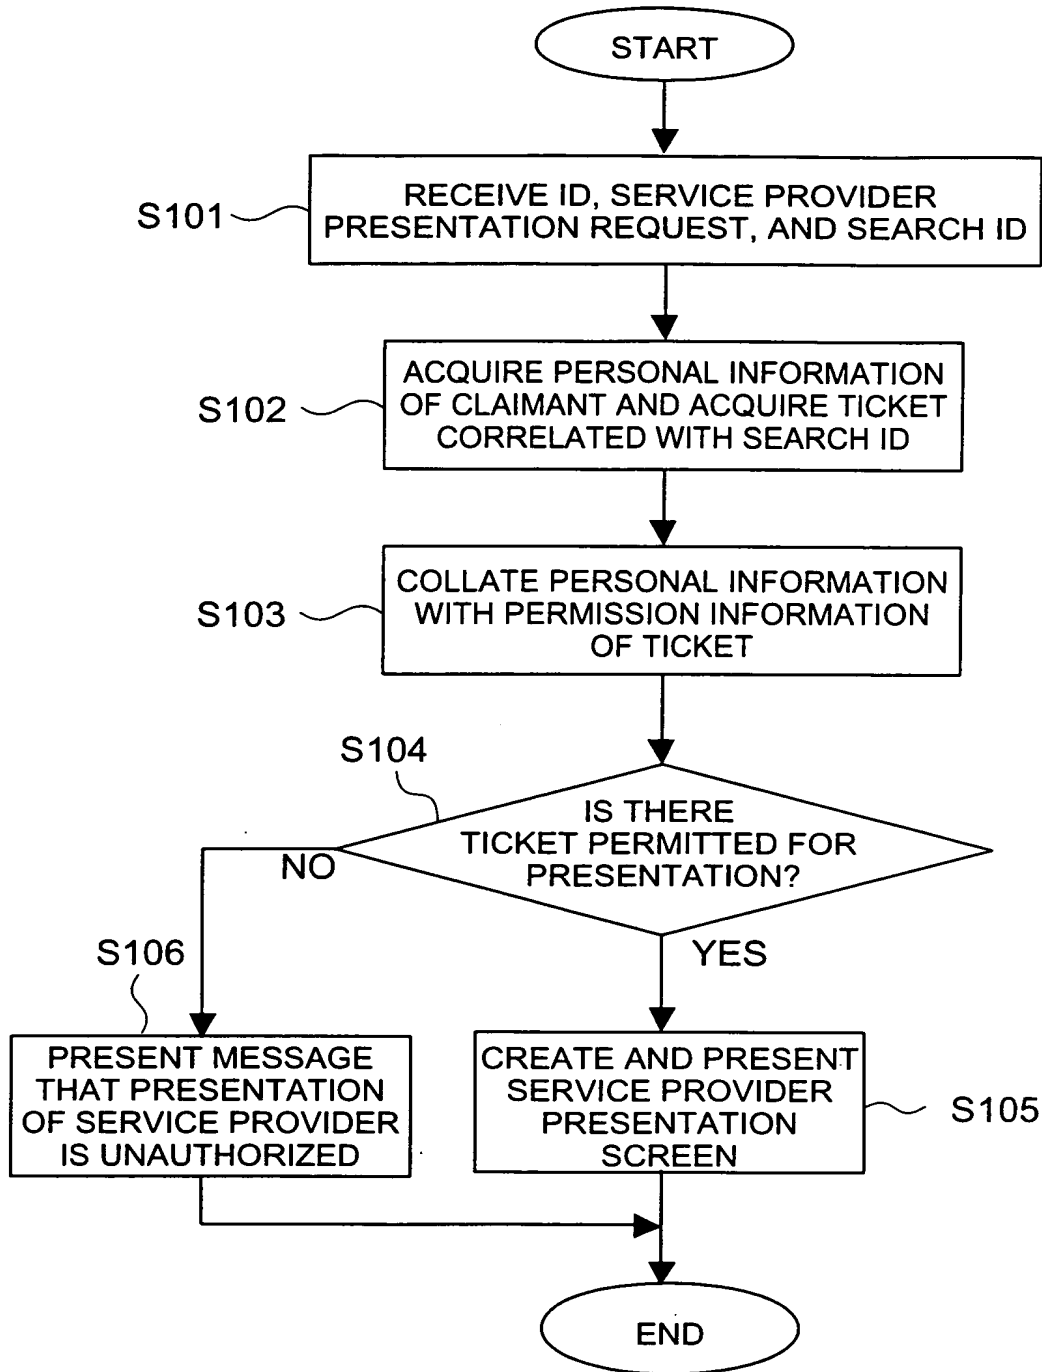 START
S101
RECEIVE ID, SERVICE PROVIDER
PRESENTATION REQUEST, AND SEARCH ID
S102
ACQUIRE PERSONAL INFORMATION
OF CLAIMANT AND ACQUIRE TICKET
CORRELATED WITH SEARCH ID
S103
COLLATE PERSONAL INFORMATION
WITH PERMISSION INFORMATION
OF TICKET
S104
IS THERE
TICKET PERMITTED FOR
PRESENTATION?
NO
YES
S106
PRESENT MESSAGE
THAT PRESENTATION
OF SERVICE PROVIDER
IS UNAUTHORIZED
CREATE AND PRESENT
SERVICE PROVIDER
PRESENTATION
SCREEN
S105
END